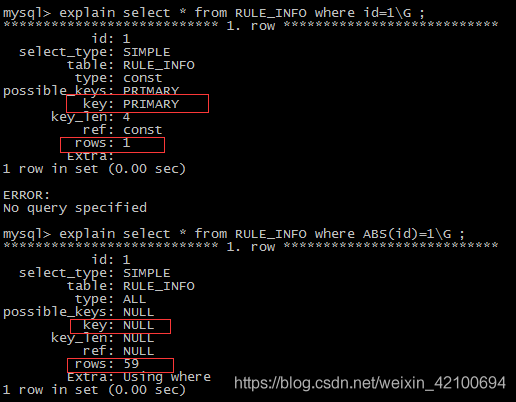 mysql> explain select * from RULE_INFO where id=1\G ;
*************************** 1. row ***************************
id: 1
select_type: SIMPLE
table: RULE_INFO
type: const
possible_keys: PRIMARY
key: PRIMARY
key_len: 4
ref: const
rows: 1
Extra:
1 row in set (0.00 sec)
ERROR:
No query specified
mysql> explain select * from RULE_INFO where ABS(id)=1\G ;
*************************** 1. row ***************************
id: 1
select_type: SIMPLE
table: RULE_INFO
type: ALL
possible_keys: NULL
key: NULL
key_len: NULL
ref: NULL
rows: 59
Extra: Using where
1 row in set (0.00 sec)
https://blog.csdn.net/weixin_42100694